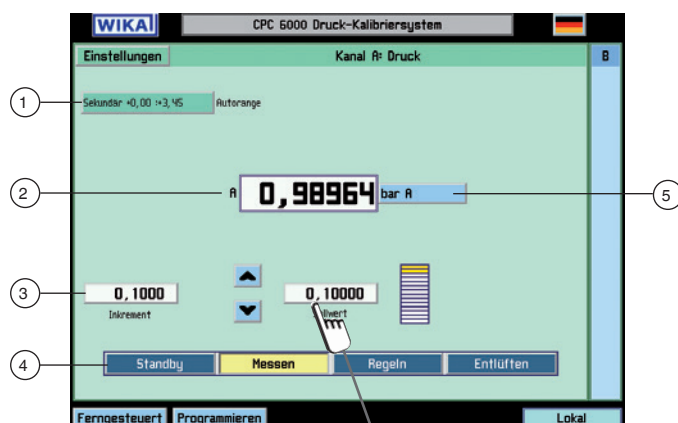 WIKA CPC 6000 Druck-Kalibriersystem
Einstellungen Kanal A: Druck B
1 Sekundär +0,00 :+3,45 Autorange
2 A 0,98964 bar A 5
3 0,1000 0,10000
Inkrement
4 Standby Messen Regeln Entlüften
Ferngesteuert Programmieren Lokal